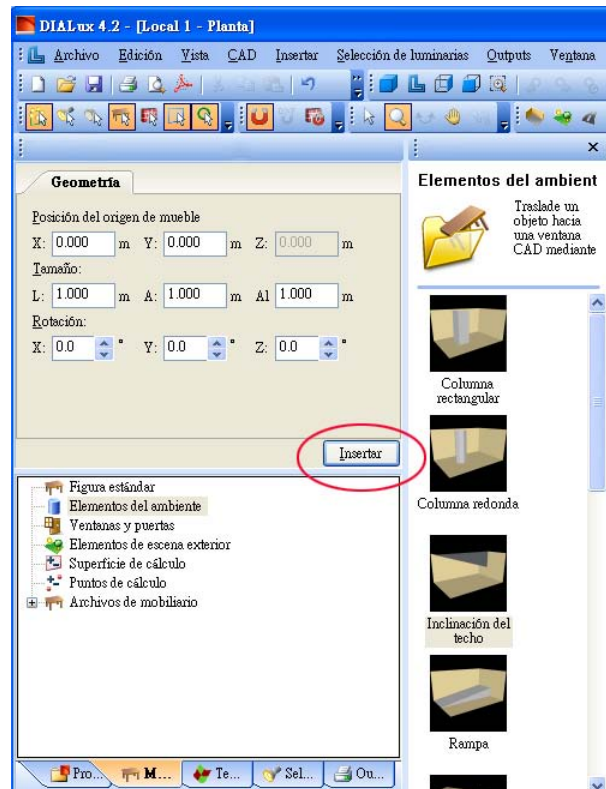 DIALux 4.2 - [Local 1 - Planta]
Archivo Edición Vista CAD Insertar Selección de luminarias Outputs Ventana
Geometría
Posición del origen de mueble
X: 0.000 m Y: 0.000 m Z: 0.000 m
Tamaño:
L: 1.000 m A: 1.000 m Al 1.000 m
Rotación:
X: 0.0 ° Y: 0.0 ° Z: 0.0 °
Insertar
Figura estándar
Elementos del ambiente
Ventanas y puertas
Elementos de escena exterior
Superficie de cálculo
Puntos de cálculo
Archivos de mobiliario
Pro... M... Te... Sel... Ou...
Elementos del ambient
Traslade un
objeto hacia
una ventana
CAD mediante
Columna
rectangular
Columna redonda
Inclinación del
techo
Rampa